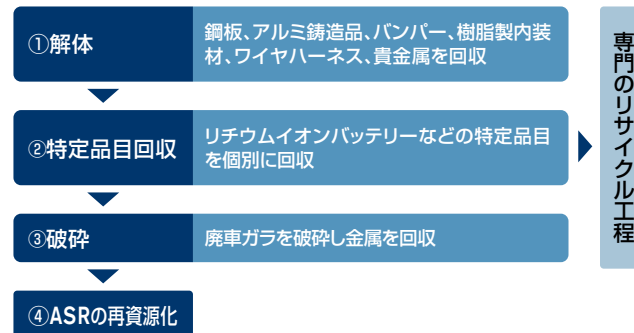 ①解体
鋼板、アルミ鋳造品、バンパー、樹脂製内装
材、ワイヤハーネス、貴金属を回収
②特定品目回収
リチウムイオンバッテリーなどの特定品目
を個別に回収
③破砕
廃車ガラを破砕し金属を回収
④ASRの再資源化
専門のリサイクル工程